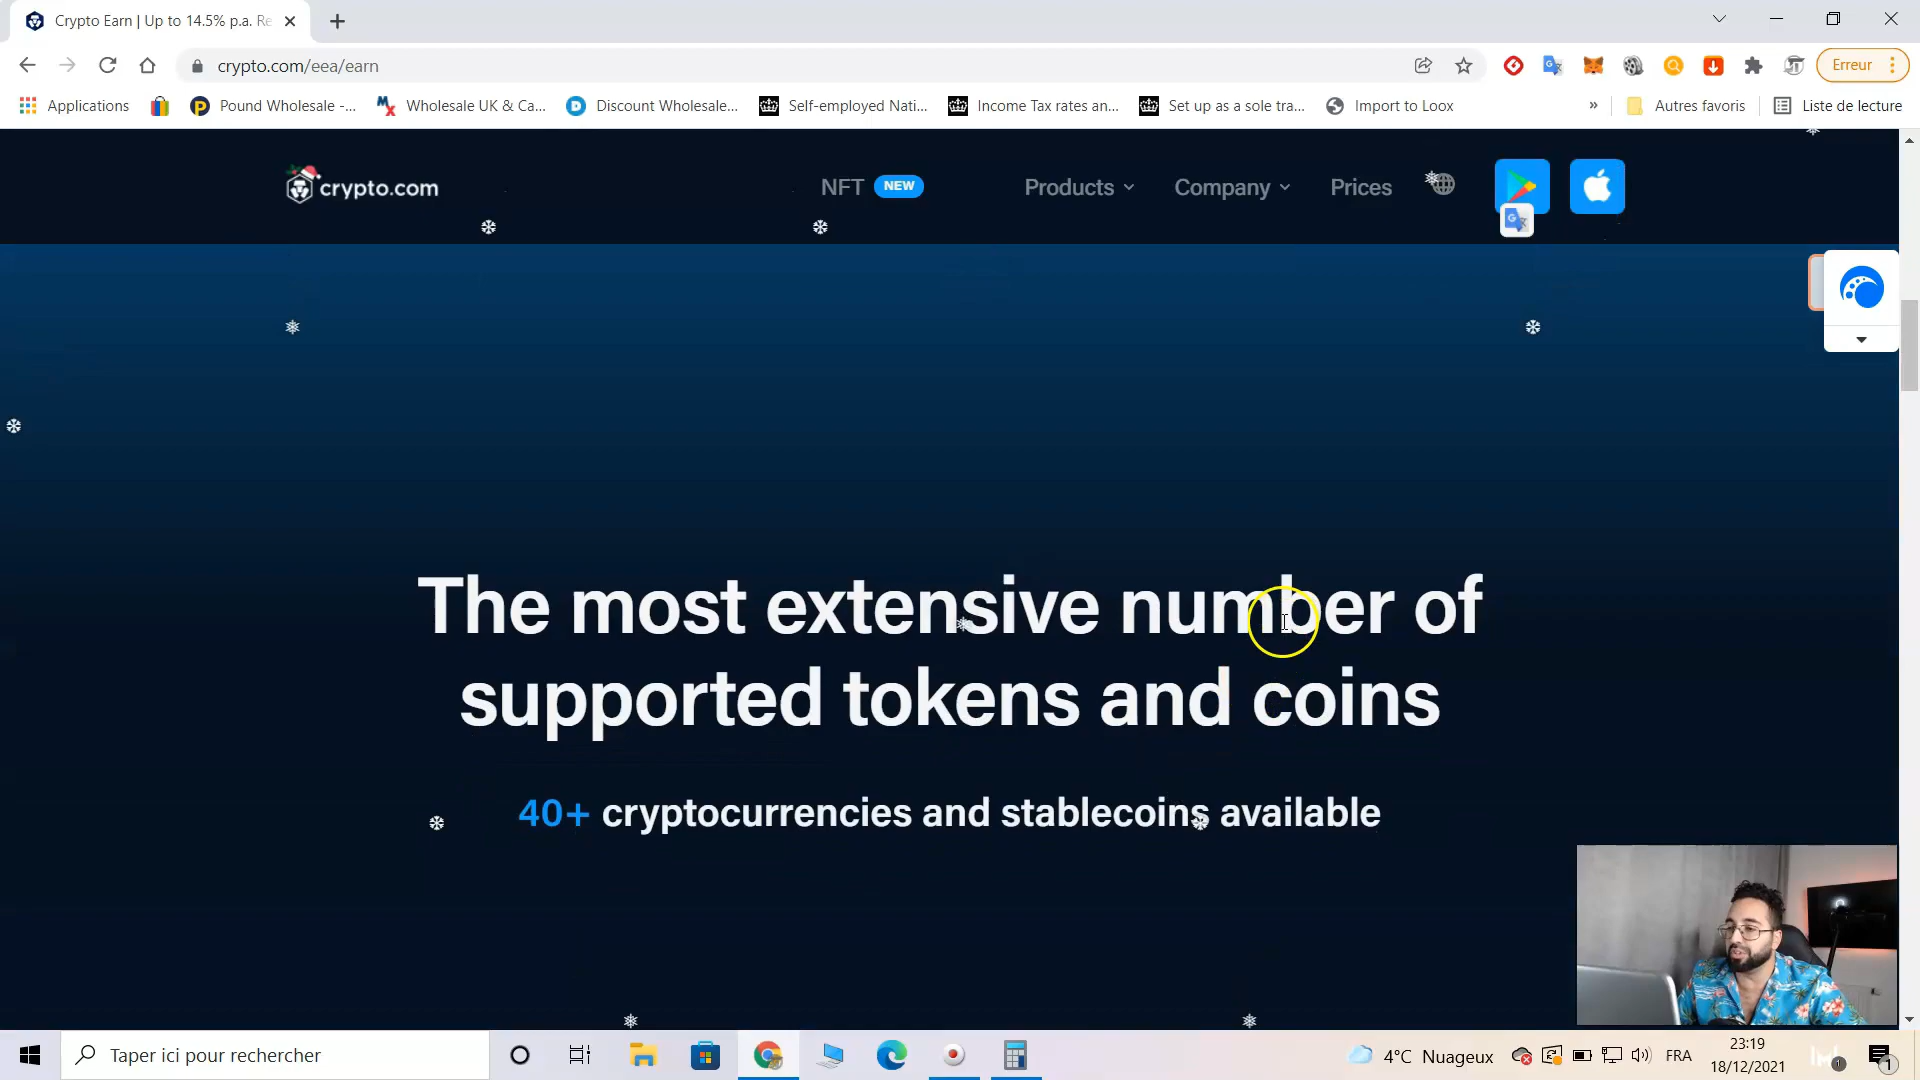 Crypto Earn | Up to 14.5% p.a. Re
crypto.com/eea/earn
Erreur
Applications
Pound Wholesale -...
Wholesale UK & Ca...
Discount Wholesale...
Self-employed Nati...
Income Tax rates an...
Set up as a sole tra...
Import to Loox
»
Autres favoris
Liste de lecture
crypto.com
NFT NEW
Products
Company
Prices
The most extensive number of
supported tokens and coins
40+ cryptocurrencies and stablecoins available
Taper ici pour rechercher
4°C Nuageux
FRA
23:19
18/12/2021
1
1